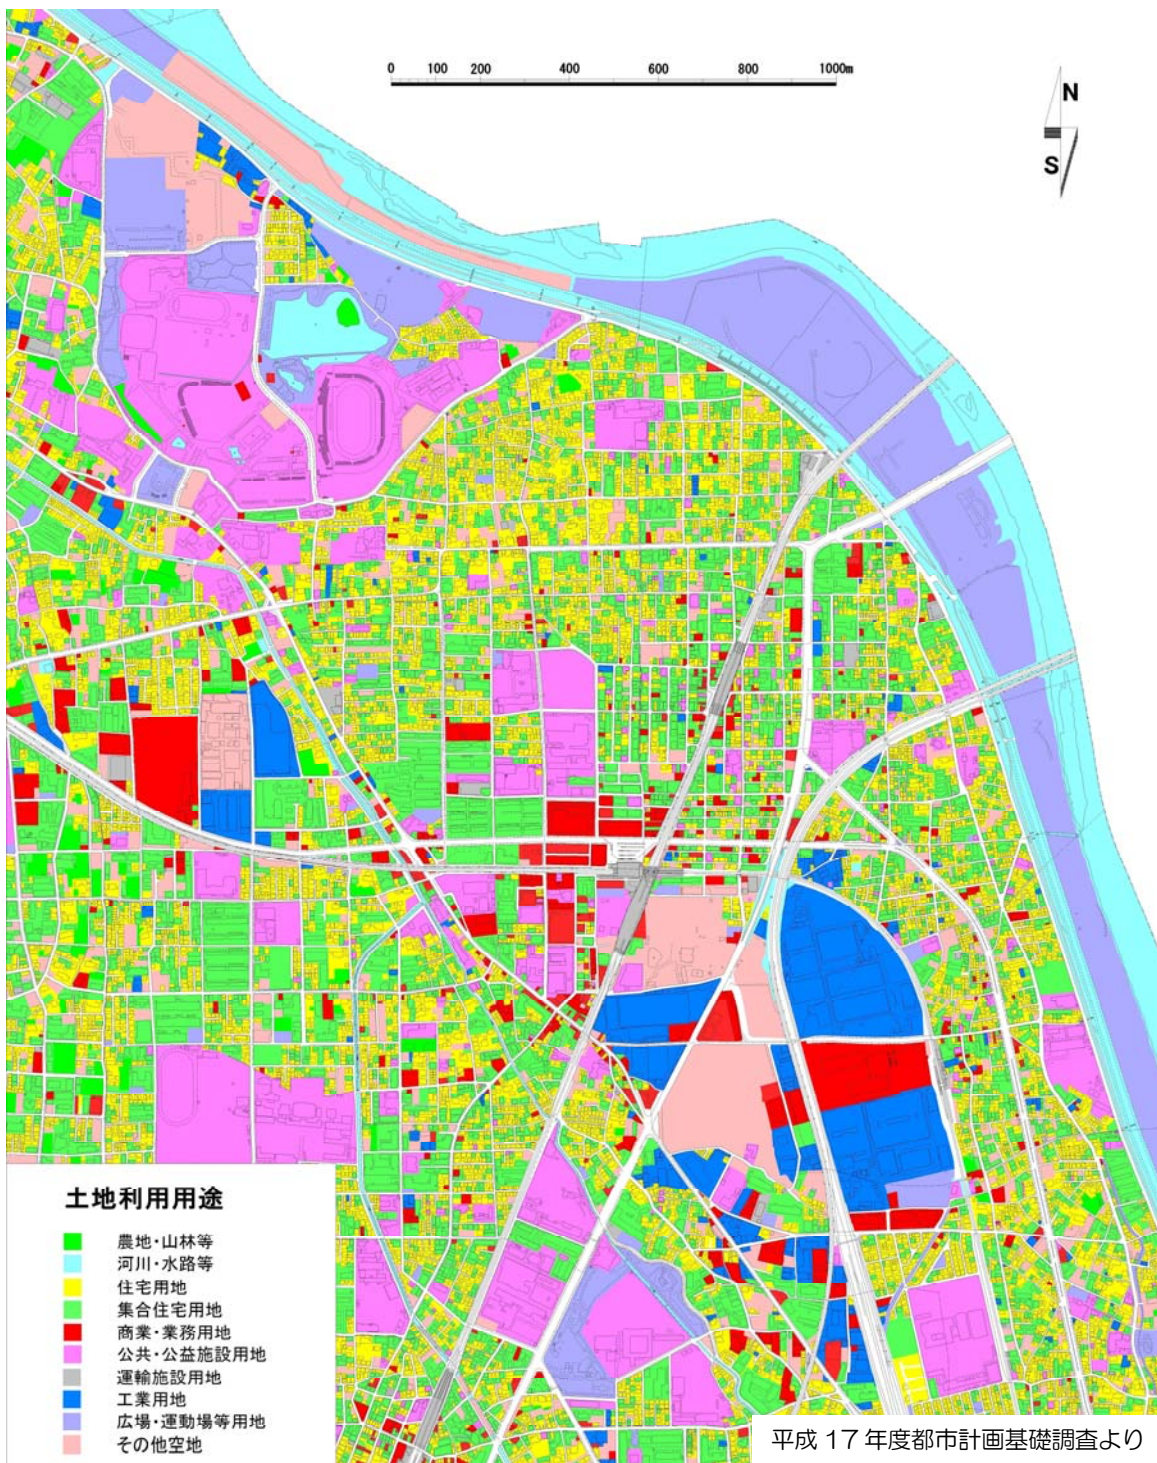 0 100 200 400 600 800 1000m
N
S
土地利用用途
農地・山林等
河川・水路等
住宅用地
集合住宅用地
商業・業務用地
公共・公益施設用地
運輸施設用地
工業用地
広場・運動場等用地
その他空地
平成 17 年度都市計画基礎調査より